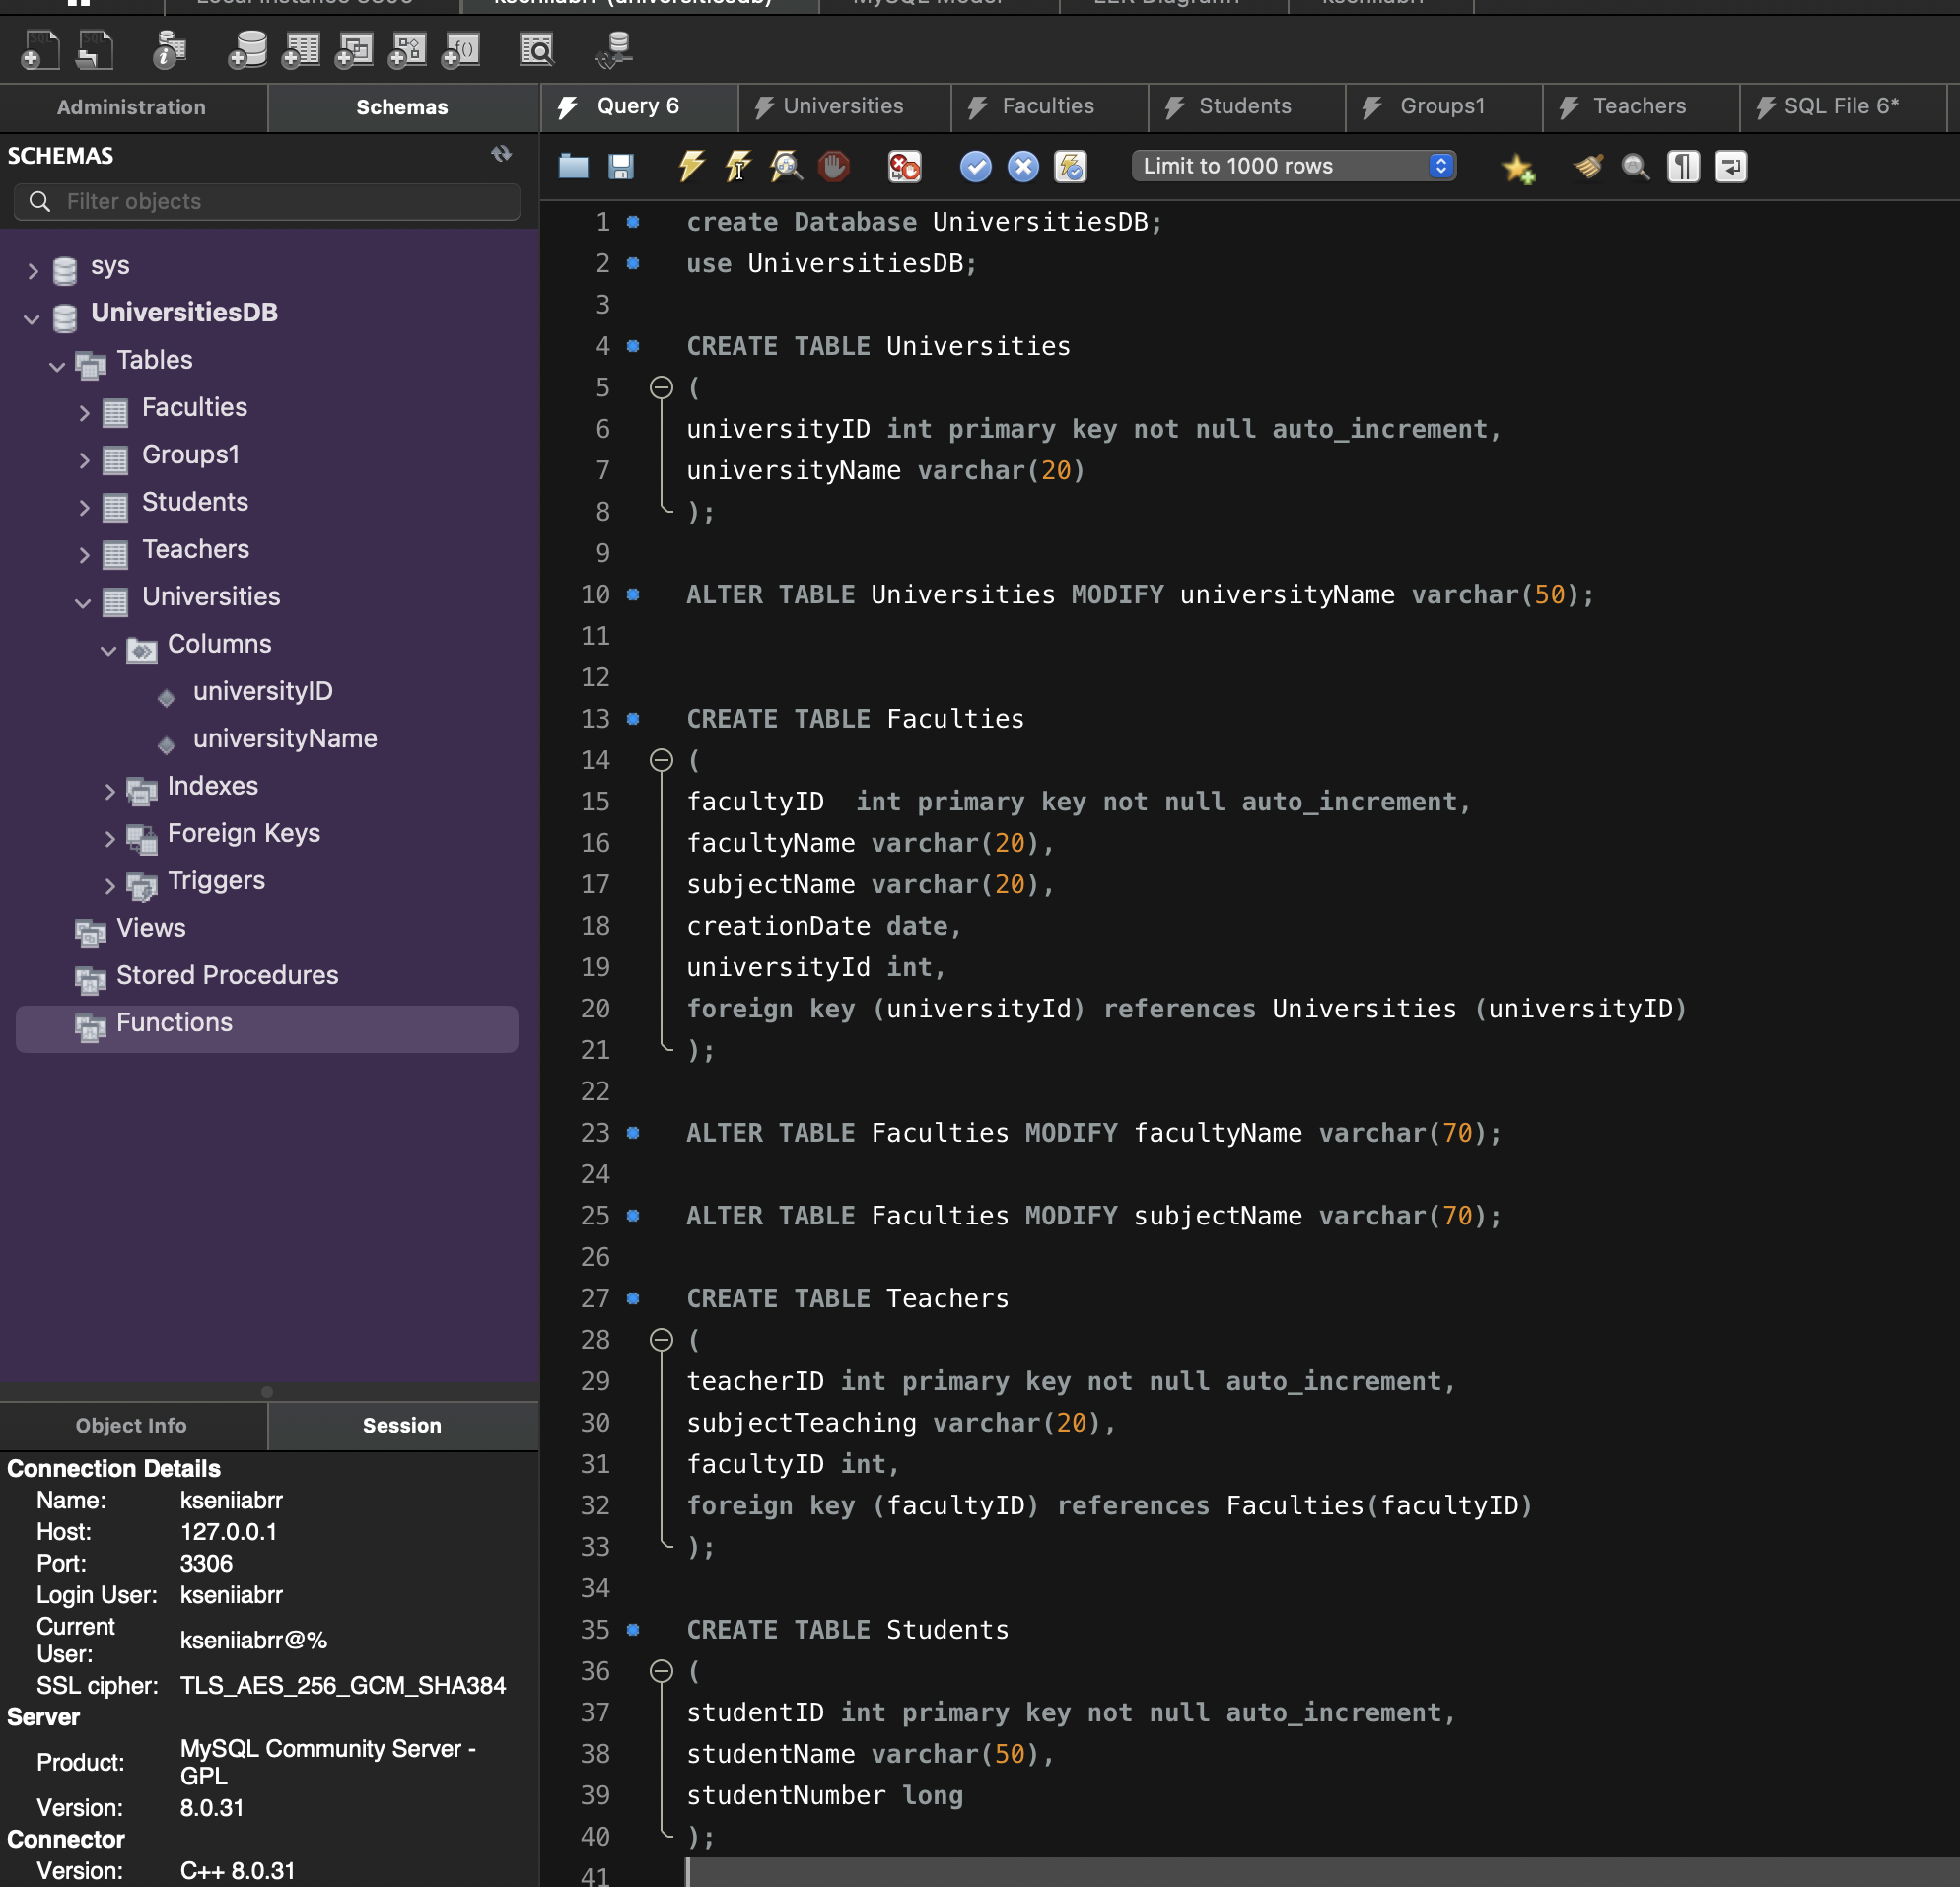 kseniiabrr (universitiesdb)
Administration
Schemas
Query 6
Universities
Faculties
Students
Groups1
Teachers
SQL File 6*
SCHEMAS
Filter objects
Limit to 1000 rows
sys
UniversitiesDB
Tables
Faculties
Groups1
Students
Teachers
Universities
Columns
universityID
universityName
Indexes
Foreign Keys
Triggers
Views
Stored Procedures
Functions
Object Info
Session
Connection Details
Name: kseniiabrr
Host: 127.0.0.1
Port: 3306
Login User: kseniiabrr
Current
User: kseniiabrr@%
SSL cipher: TLS_AES_256_GCM_SHA384
Server
Product: MySQL Community Server -
GPL
Version: 8.0.31
Connector
Version: C++ 8.0.31
1 create Database UniversitiesDB;
2 use UniversitiesDB;
3
4 CREATE TABLE Universities
5 (
6 universityID int primary key not null auto_increment,
7 universityName varchar(20)
8 );
9
10 ALTER TABLE Universities MODIFY universityName varchar(50);
11
12
13 CREATE TABLE Faculties
14 (
15 facultyID  int primary key not null auto_increment,
16 facultyName varchar(20),
17 subjectName varchar(20),
18 creationDate date,
19 universityId int,
20 foreign key (universityId) references Universities (universityID)
21 );
22
23 ALTER TABLE Faculties MODIFY facultyName varchar(70);
24
25 ALTER TABLE Faculties MODIFY subjectName varchar(70);
26
27 CREATE TABLE Teachers
28 (
29 teacherID int primary key not null auto_increment,
30 subjectTeaching varchar(20),
31 facultyID int,
32 foreign key (facultyID) references Faculties(facultyID)
33 );
34
35 CREATE TABLE Students
36 (
37 studentID int primary key not null auto_increment,
38 studentName varchar(50),
39 studentNumber long
40 );
41